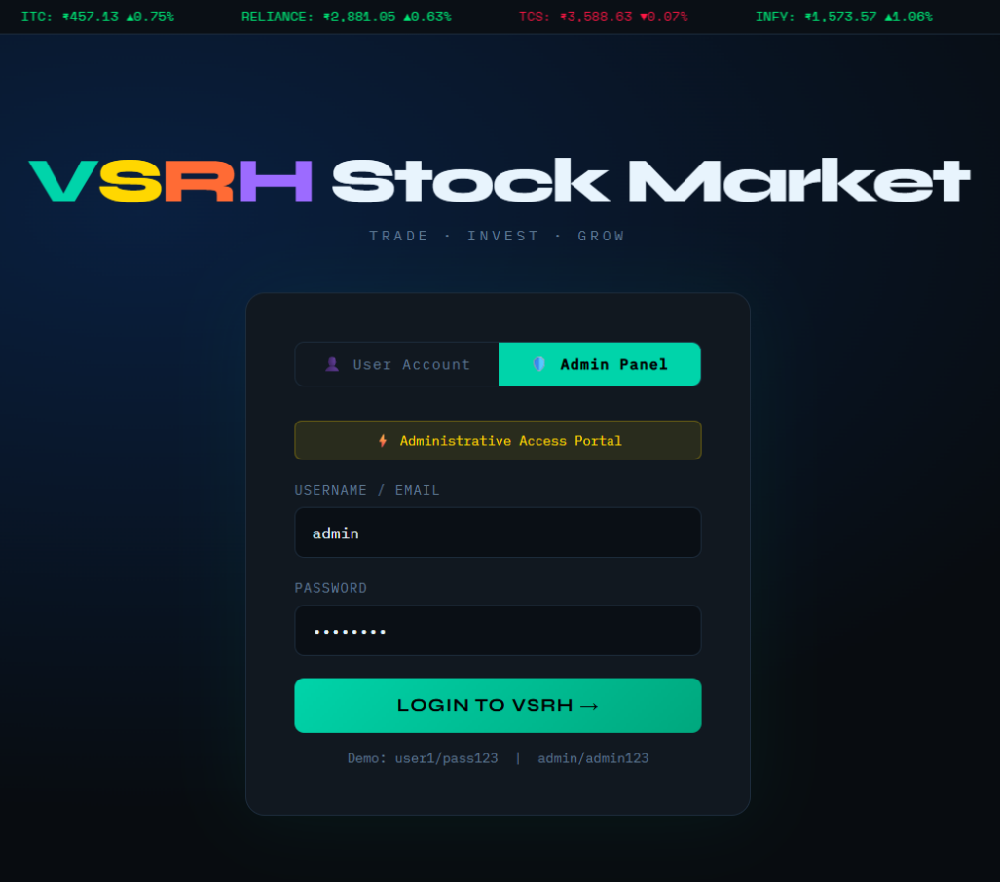 ITC: ₹457.13 ▲0.75% RELIANCE: ₹2,881.05 ▲0.63% TCS: ₹3,588.63 ▼0.07% INFY: ₹1,573.57 ▲1.06%
VSRH Stock Market
TRADE · INVEST · GROW
👤 User Account 🛡️ Admin Panel
⚡ Administrative Access Portal
USERNAME / EMAIL
admin
PASSWORD
••••••••
LOGIN TO VSRH →
Demo: user1/pass123 | admin/admin123